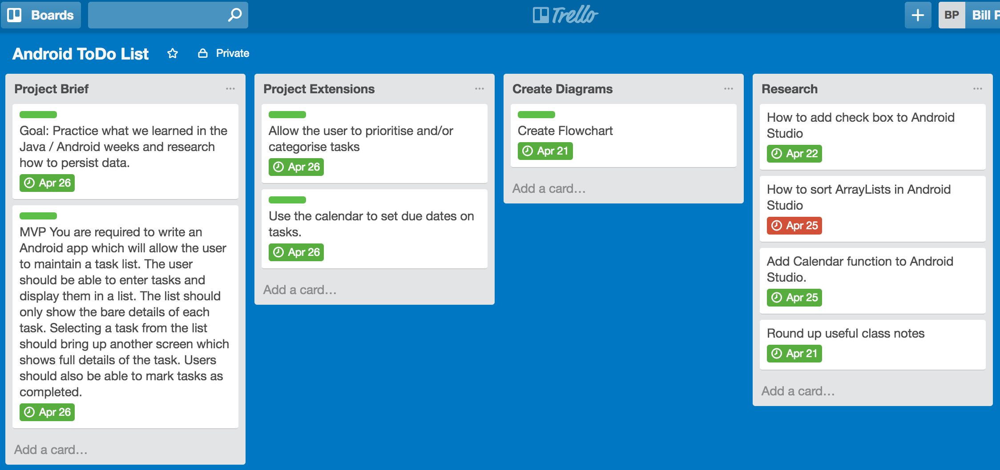 Boards
Trello
BP
Bill P
Android ToDo List
Private
Project Brief
Goal: Practice what we learned in the
Java / Android weeks and research
how to persist data.
Apr 26
MVP You are required to write an
Android app which will allow the user
to maintain a task list. The user
should be able to enter tasks and
display them in a list. The list should
only show the bare details of each
task. Selecting a task from the list
should bring up another screen which
shows full details of the task. Users
should also be able to mark tasks as
completed.
Apr 26
Add a card…
Project Extensions
Allow the user to prioritise and/or
categorise tasks
Apr 26
Use the calendar to set due dates on
tasks.
Apr 26
Add a card…
Create Diagrams
Create Flowchart
Apr 21
Add a card…
Research
How to add check box to Android
Studio
Apr 22
How to sort ArrayLists in Android
Studio
Apr 25
Add Calendar function to Android
Studio.
Apr 25
Round up useful class notes
Apr 21
Add a card…